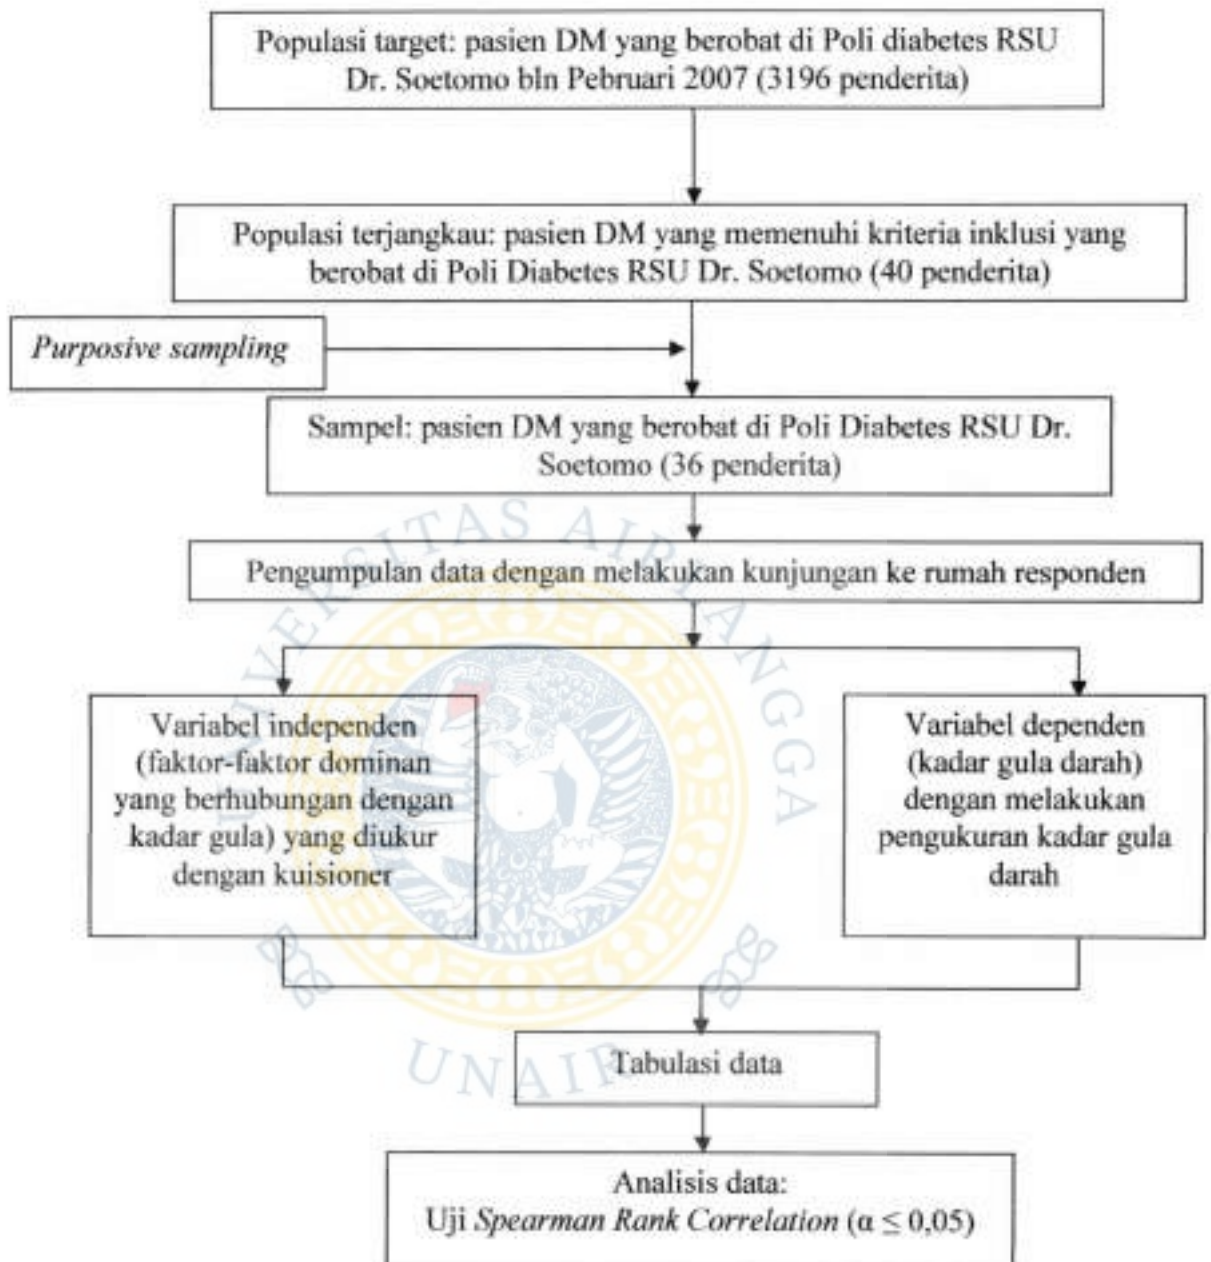 Populasi target: pasien DM yang berobat di Poli diabetes RSU
Dr. Soetomo bln Pebruari 2007 (3196 penderita)
Populasi terjangkau: pasien DM yang memenuhi kriteria inklusi yang
berobat di Poli Diabetes RSU Dr. Soetomo (40 penderita)
Purposive sampling
Sampel: pasien DM yang berobat di Poli Diabetes RSU Dr.
Soetomo (36 penderita)
UNIVERSITAS AIRLANGGA
Pengumpulan data dengan melakukan kunjungan ke rumah responden
Variabel independen
(faktor-faktor dominan
yang berhubungan dengan
kadar gula) yang diukur
dengan kuisioner
Variabel dependen
(kadar gula darah)
dengan melakukan
pengukuran kadar gula
darah
UNAIR
Tabulasi data
Analisis data:
Uji Spearman Rank Correlation (α ≤ 0,05)